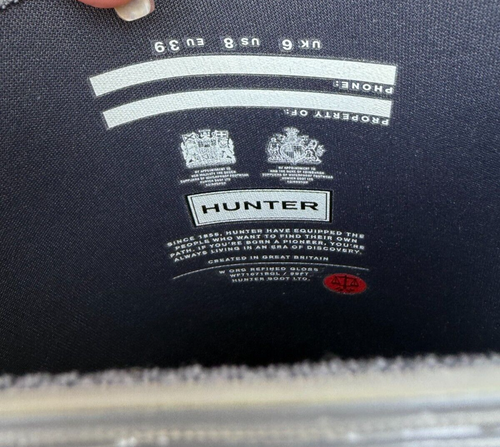 UK 6 US 8 EU 39
PHONE:
PROPERTY OF:
HUNTER
SINCE 1856, HUNTER HAVE EQUIPPED THE
PEOPLE WHO WANT TO FIND THEIR OWN
PATH. IF YOU'RE BORN A PIONEER, YOU'RE
ALWAYS LIVING IN AN ERA OF DISCOVERY.
CREATED IN GREAT BRITAIN
W ORG REFINED GLOSS
HUNTER BOOT LTD.